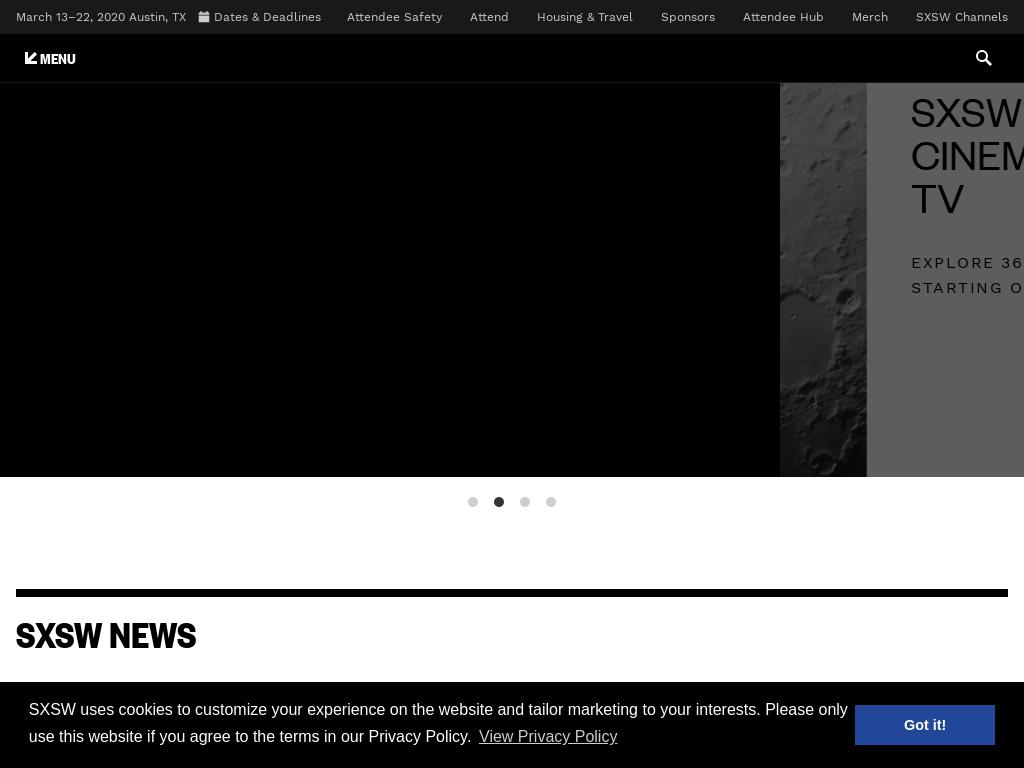 March 13–22, 2020 Austin, TX Dates & Deadlines Attendee Safety Attend Housing & Travel Sponsors Attendee Hub Merch SXSW Channels
MENU
SXSW
TV
EXPLORE 36
STARTING O
SXSW NEWS
SXSW uses cookies to customize your experience on the website and tailor marketing to your interests. Please only
use this website if you agree to the terms in our Privacy Policy. View Privacy Policy
Got it!